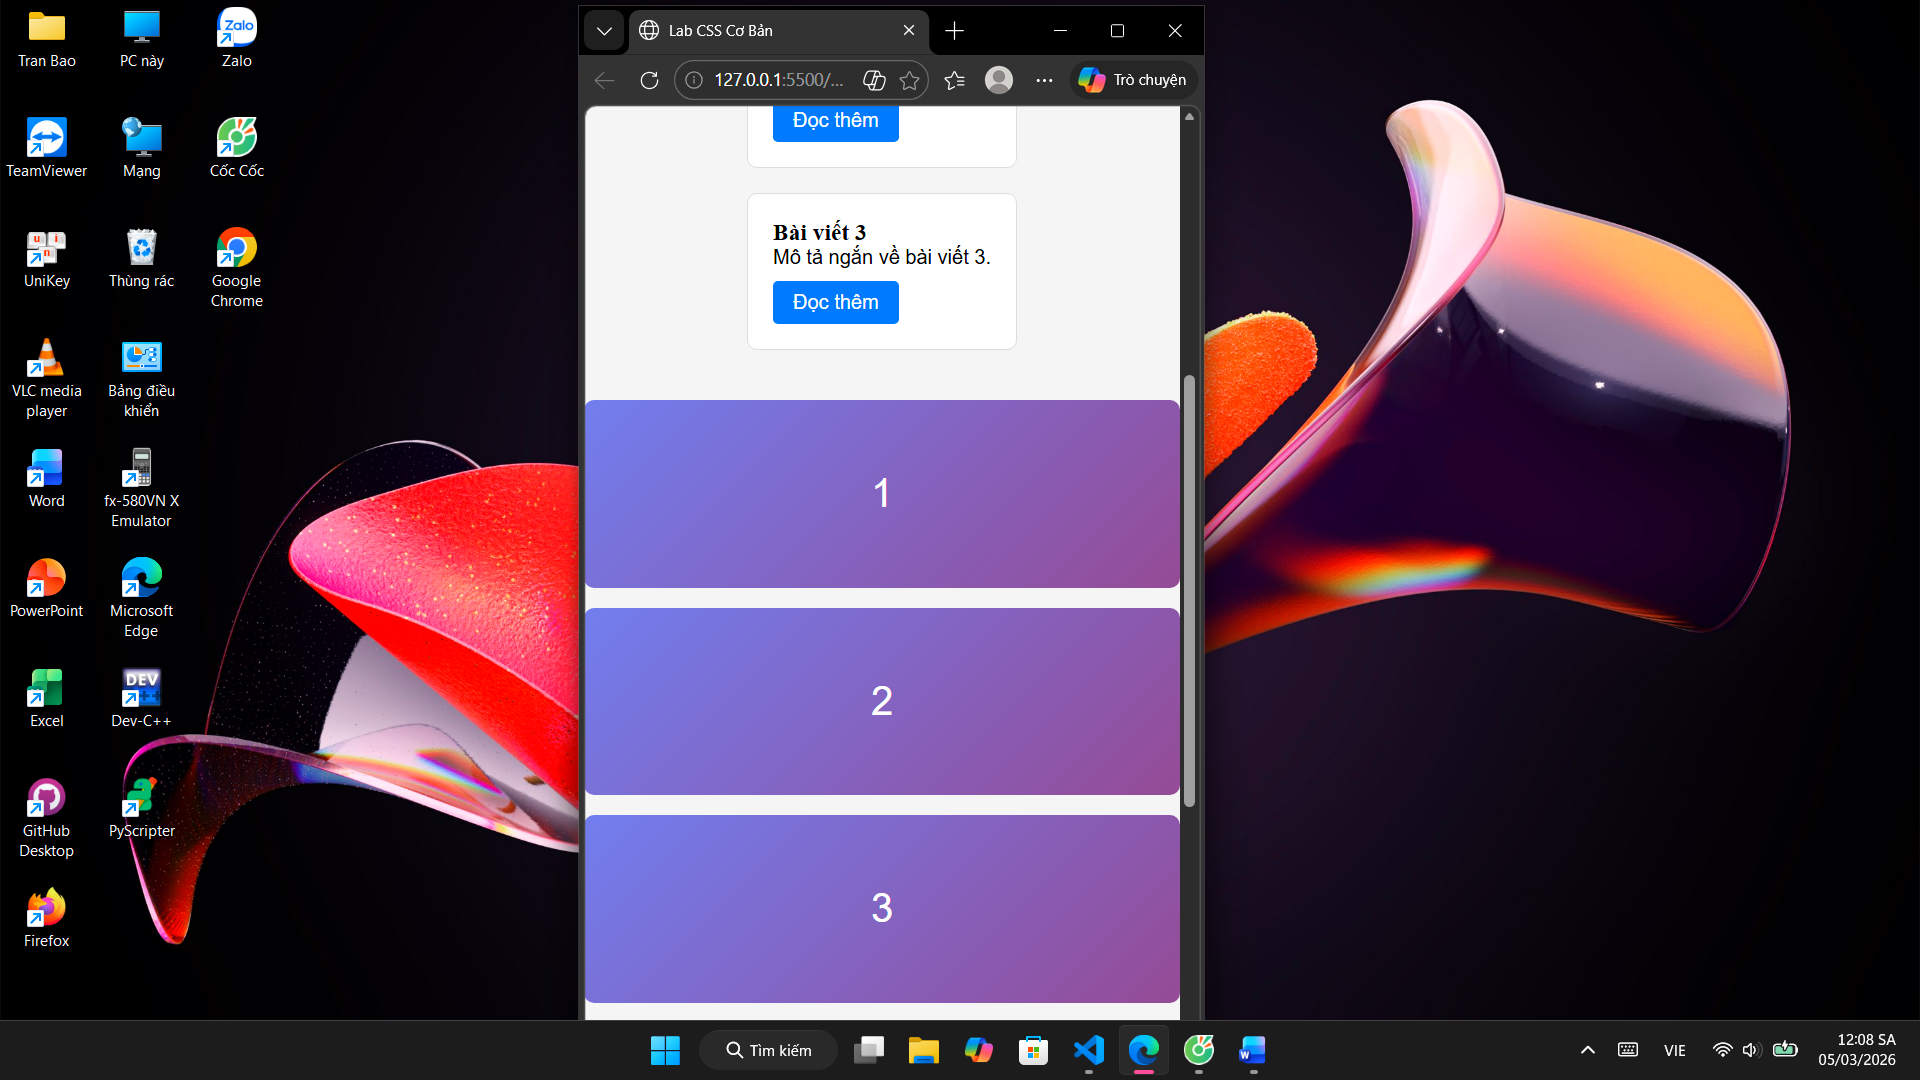 Tran Bao
PC này
Zalo
TeamViewer
Mạng
Cốc Cốc
UniKey
Thùng rác
Google
Chrome
VLC media
player
Bảng điều
khiển
Word
fx-580VN X
Emulator
PowerPoint
Microsoft
Edge
Excel
Dev-C++
GitHub
Desktop
PyScripter
Firefox
Lab CSS Cơ Bản
127.0.0.1:5500/...
Trò chuyện
Đọc thêm
Bài viết 3
Mô tả ngắn về bài viết 3.
Đọc thêm
1
2
3
Tìm kiếm
VIE
12:08 SA
05/03/2026